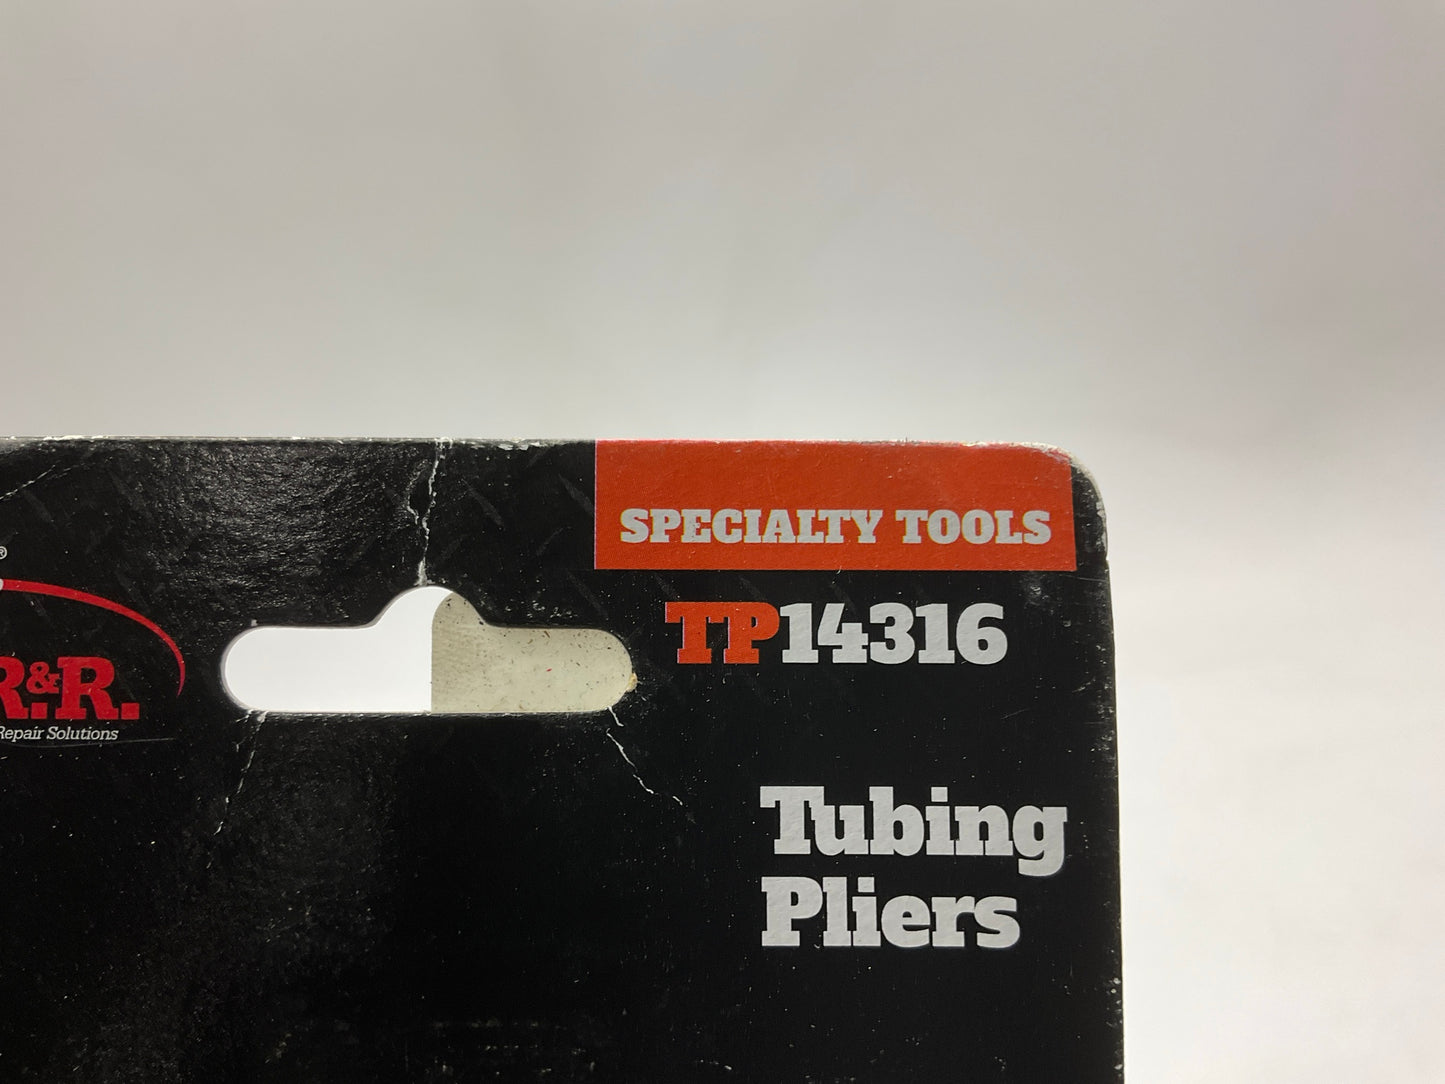 SPECIALTY TOOLS
®
TP14316
R.&R.
Repair Solutions
Tubing
Pliers